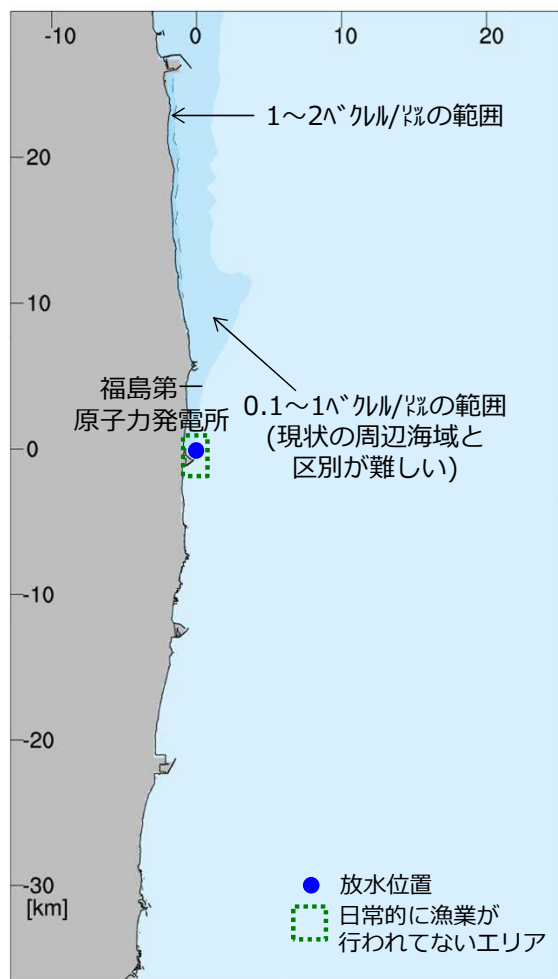 -10 0 10 20
1～2ﾍﾞｸﾚﾙ/㍑の範囲
20
10
福島第一
原子力発電所
0.1～1ﾍﾞｸﾚﾙ/㍑の範囲
(現状の周辺海域と
区別が難しい)
0
-10
-20
-30
[km]
放水位置
日常的に漁業が
行われてないエリア